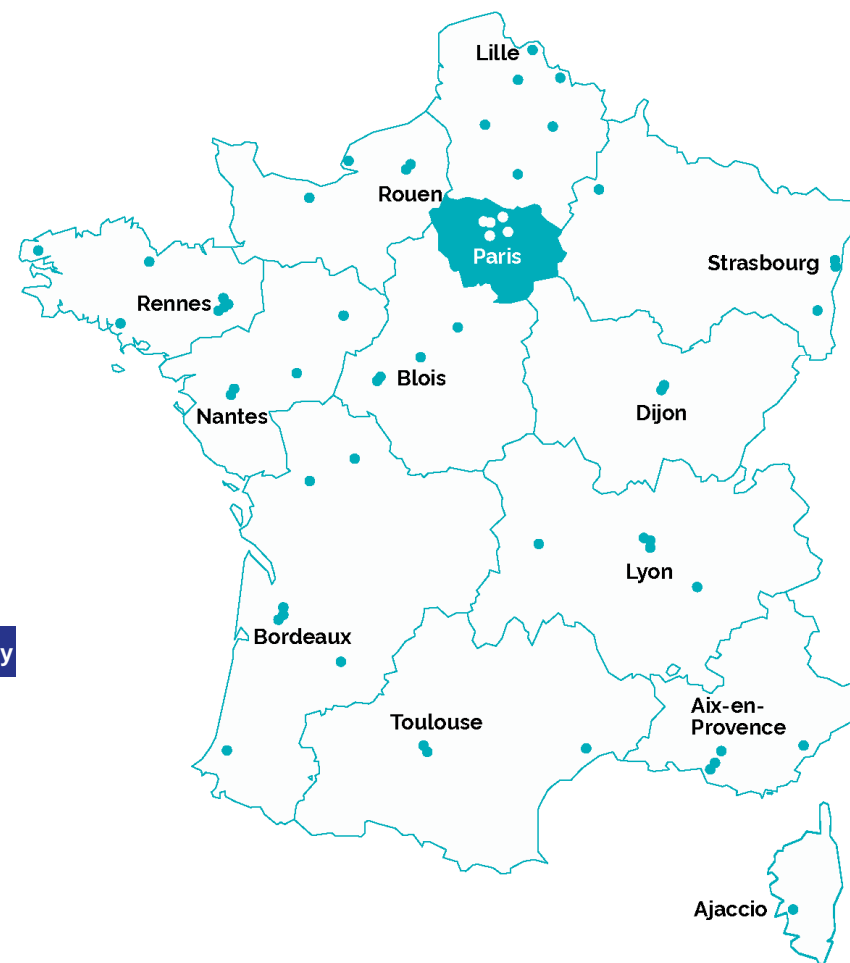 Lille
Rouen
Paris
Strasbourg
Rennes
Blois
Nantes
Dijon
Lyon
Bordeaux
y
Aix-en-
Provence
Toulouse
Ajaccio